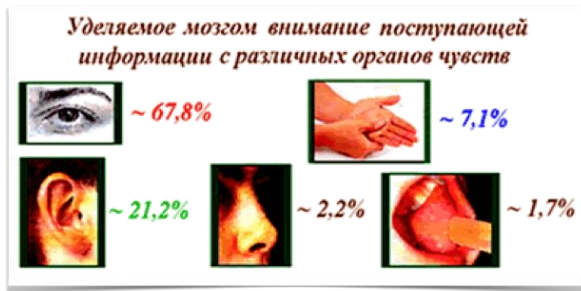 Уделяемое мозгом внимание поступающей
информации с различных органов чувств
~ 67,8%
~ 7,1%
~ 21,2%
~ 2,2%
~ 1,7%